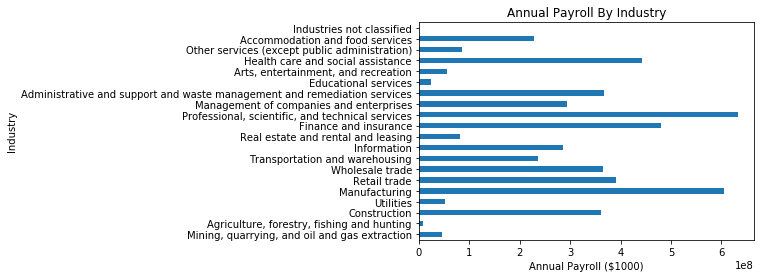 Annual Payroll By Industry
Industries not classified
Accommodation and food services
Other services (except public administration)
Health care and social assistance
Arts, entertainment, and recreation
Educational services
Administrative and support and waste management and remediation services
Management of companies and enterprises
Professional, scientific, and technical services
Finance and insurance
Real estate and rental and leasing
Information
Transportation and warehousing
Wholesale trade
Retail trade
Manufacturing
Utilities
Construction
Agriculture, forestry, fishing and hunting
Mining, quarrying, and oil and gas extraction
Industry
0 1 2 3 4 5 6
1e8
Annual Payroll ($1000)